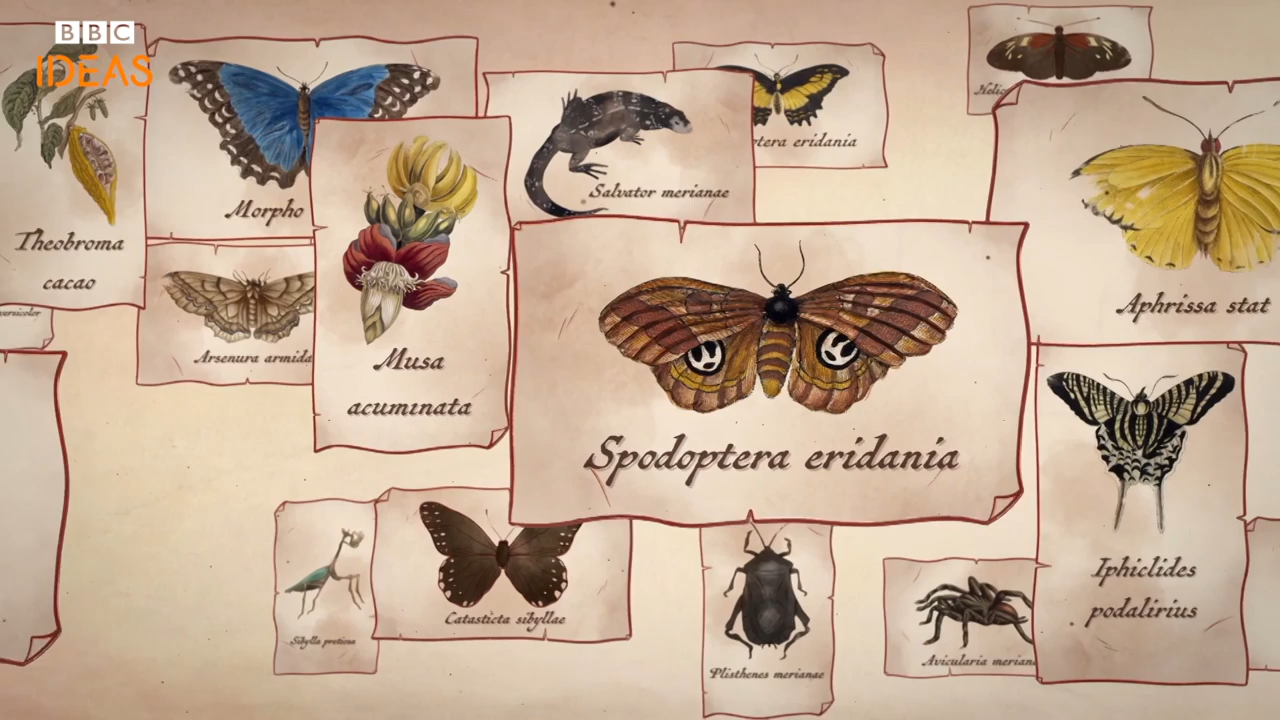 BBC
IDEAS
Theobroma
cacao
Morpho
Salvator merianae
ptera eridania
Aphrissa stat
Arsenura armida
Musa
acuminata
Spodoptera eridania
Iphiclides
podalirius
Catasticta sibyllae
Plisthenes merianae
Avicularia meriana